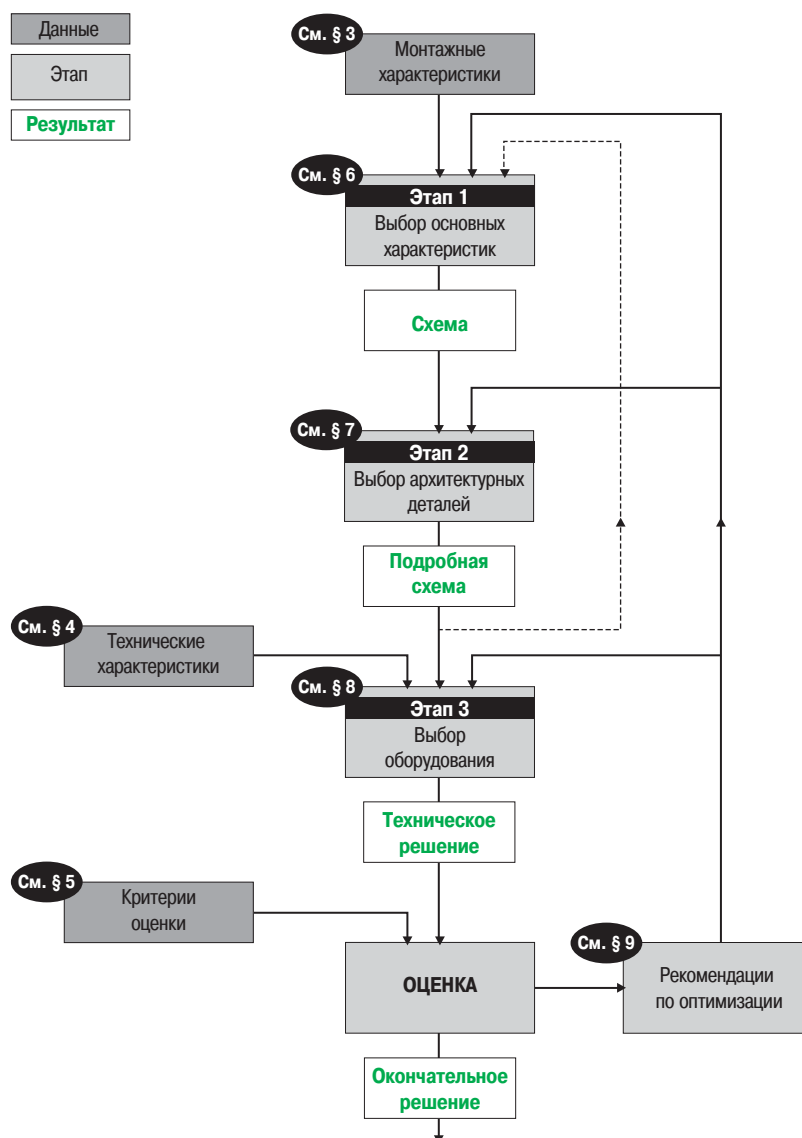 Данные
Этап
Результат
См. § 3
Монтажные
характеристики
См. § 6
Этап 1
Выбор основных
характеристик
Схема
См. § 7
Этап 2
Выбор архитектурных
деталей
Подробная
схема
См. § 4
Технические
характеристики
См. § 8
Этап 3
Выбор
оборудования
Техническое
решение
См. § 5
Критерии
оценки
ОЦЕНКА
См. § 9
Рекомендации
по оптимизации
Окончательное
решение